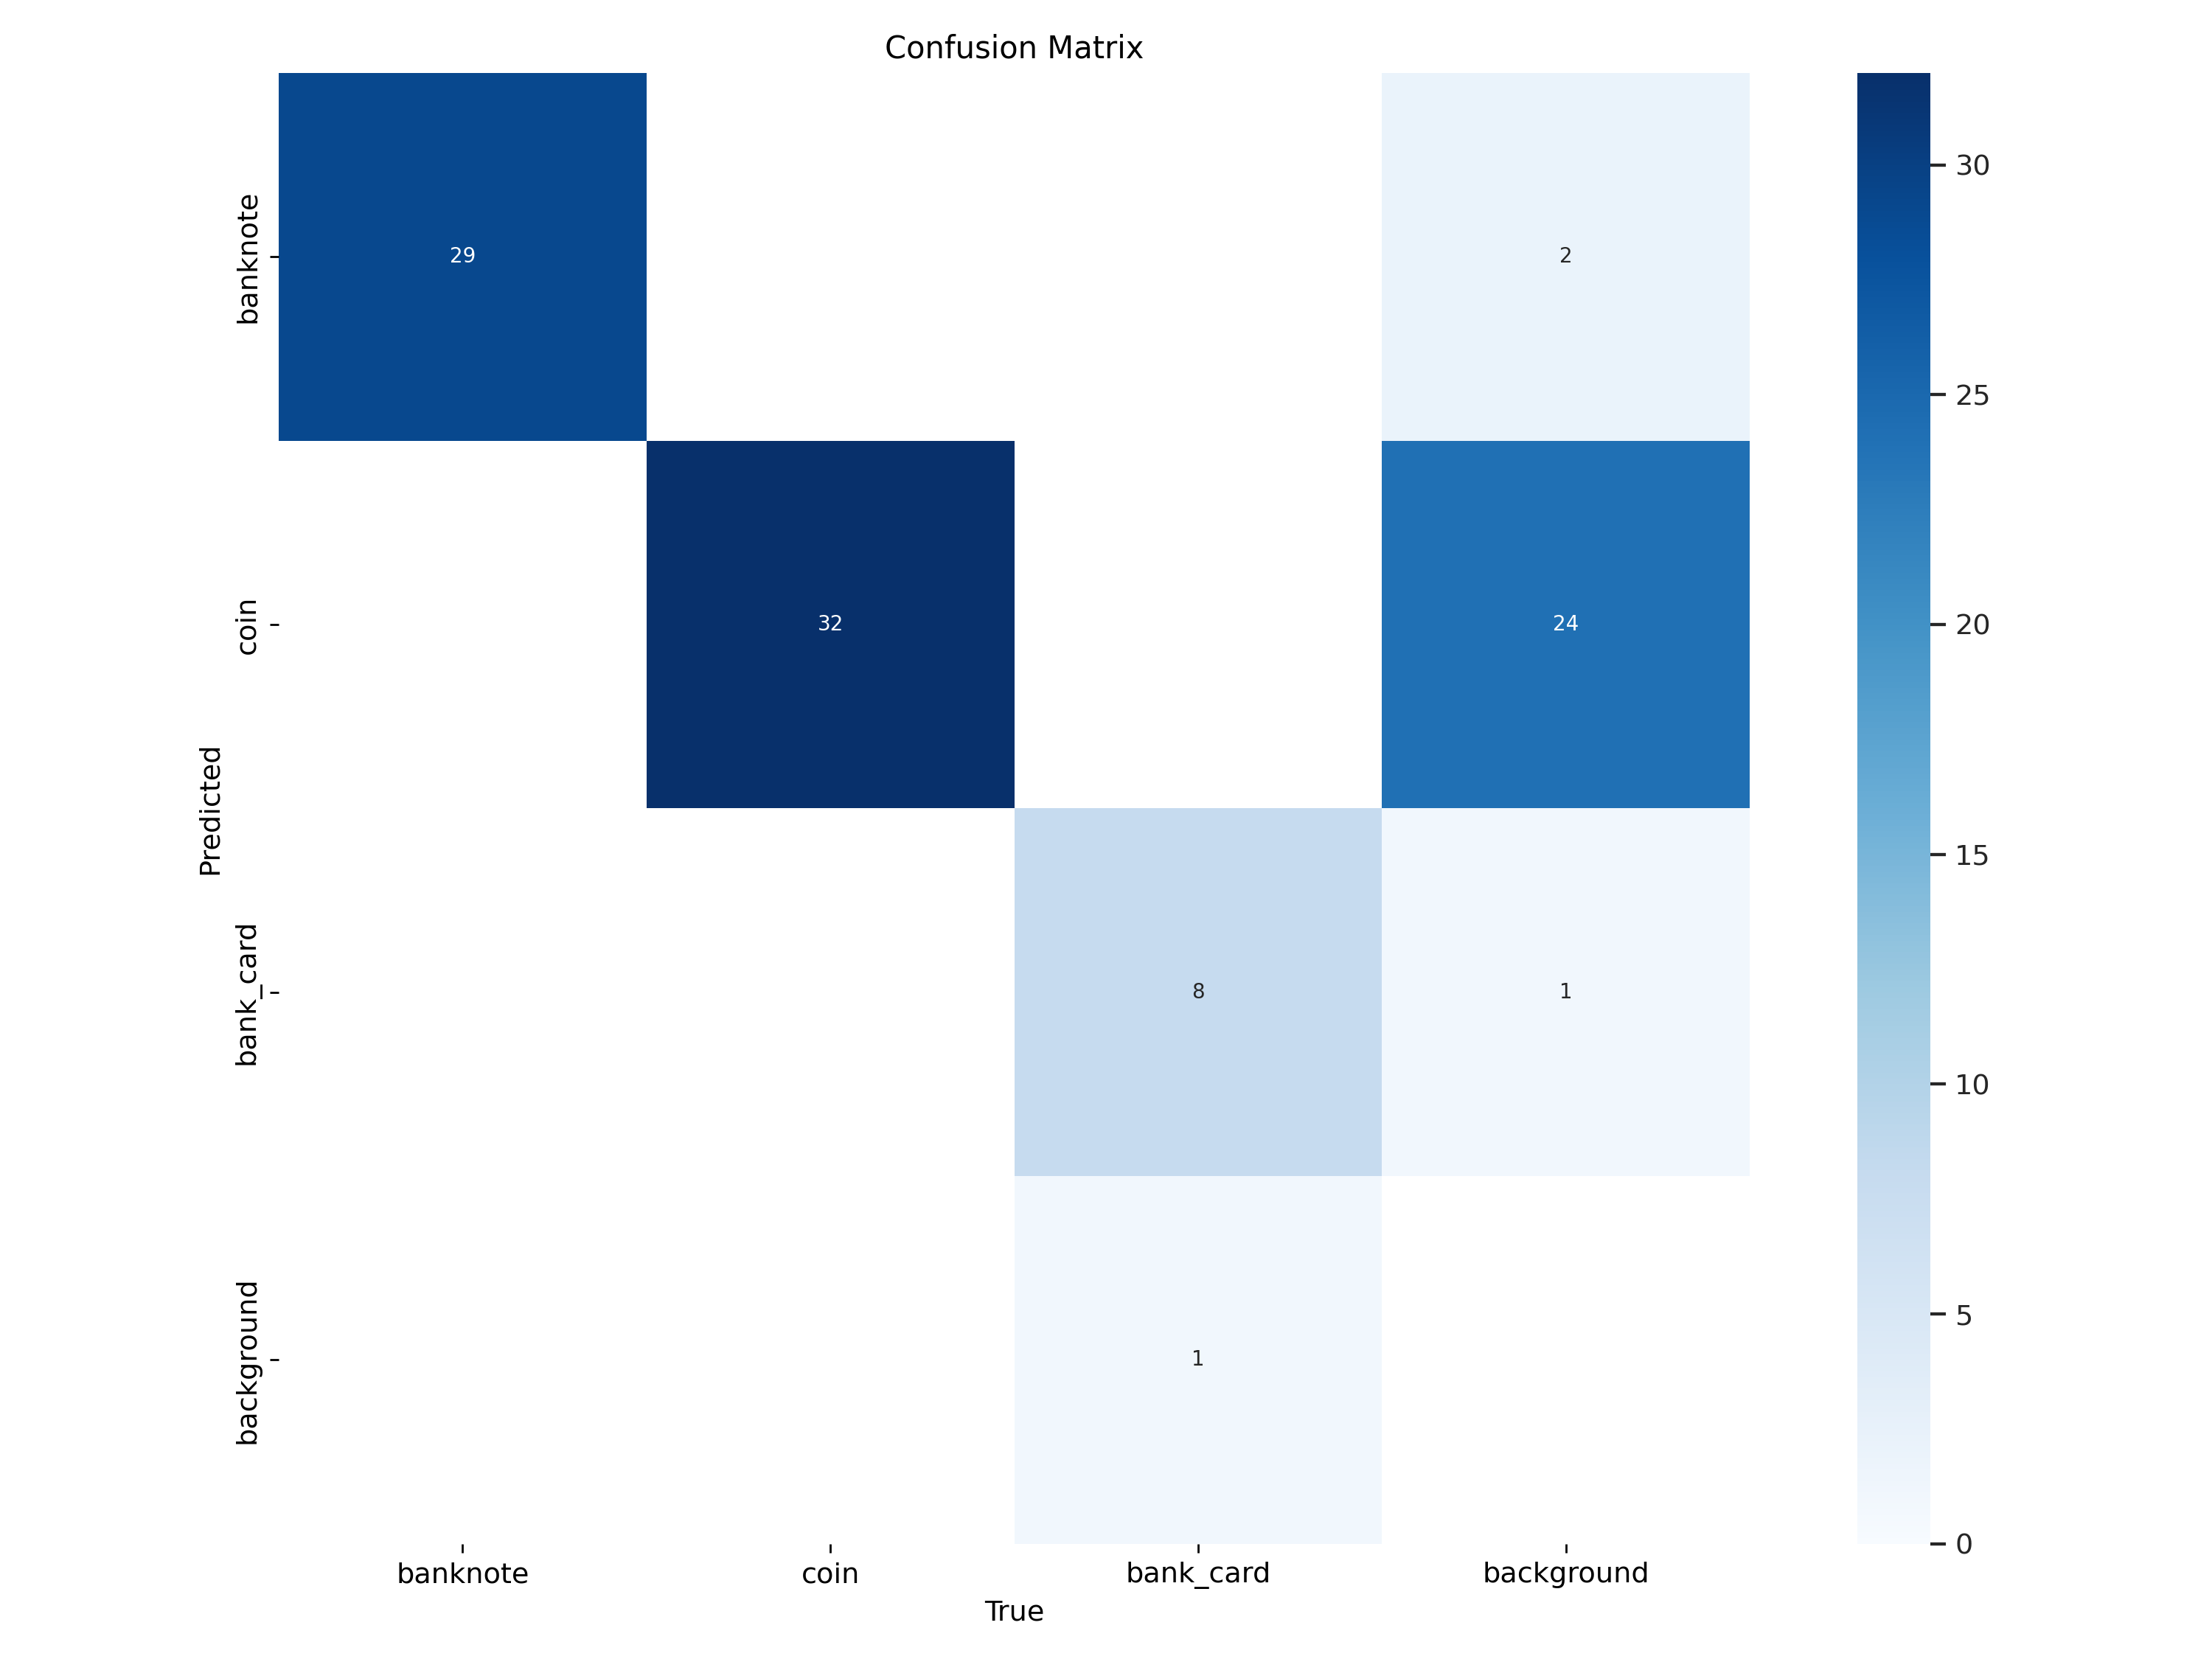 Confusion Matrix
banknote
29
2
30
25
coin
32
24
20
Predicted
15
bank_card
8
1
10
background
1
5
0
banknote
coin
bank_card
background
True